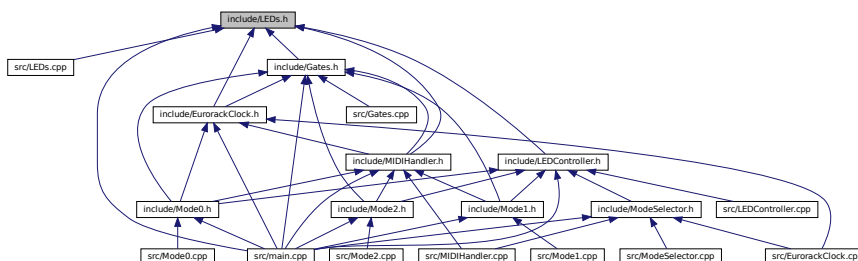 include/LEDs.h
src/LEDs.cpp
include/Gates.h
include/EurorackClock.h
src/Gates.cpp
include/MIDIHandler.h
include/LEDController.h
include/Mode0.h
include/Mode2.h
include/Mode1.h
include/ModeSelector.h
src/LEDController.cpp
src/Mode0.cpp
src/main.cpp
src/Mode2.cpp
src/MIDIHandler.cpp
src/Mode1.cpp
src/ModeSelector.cpp
src/EurorackClock.cpp